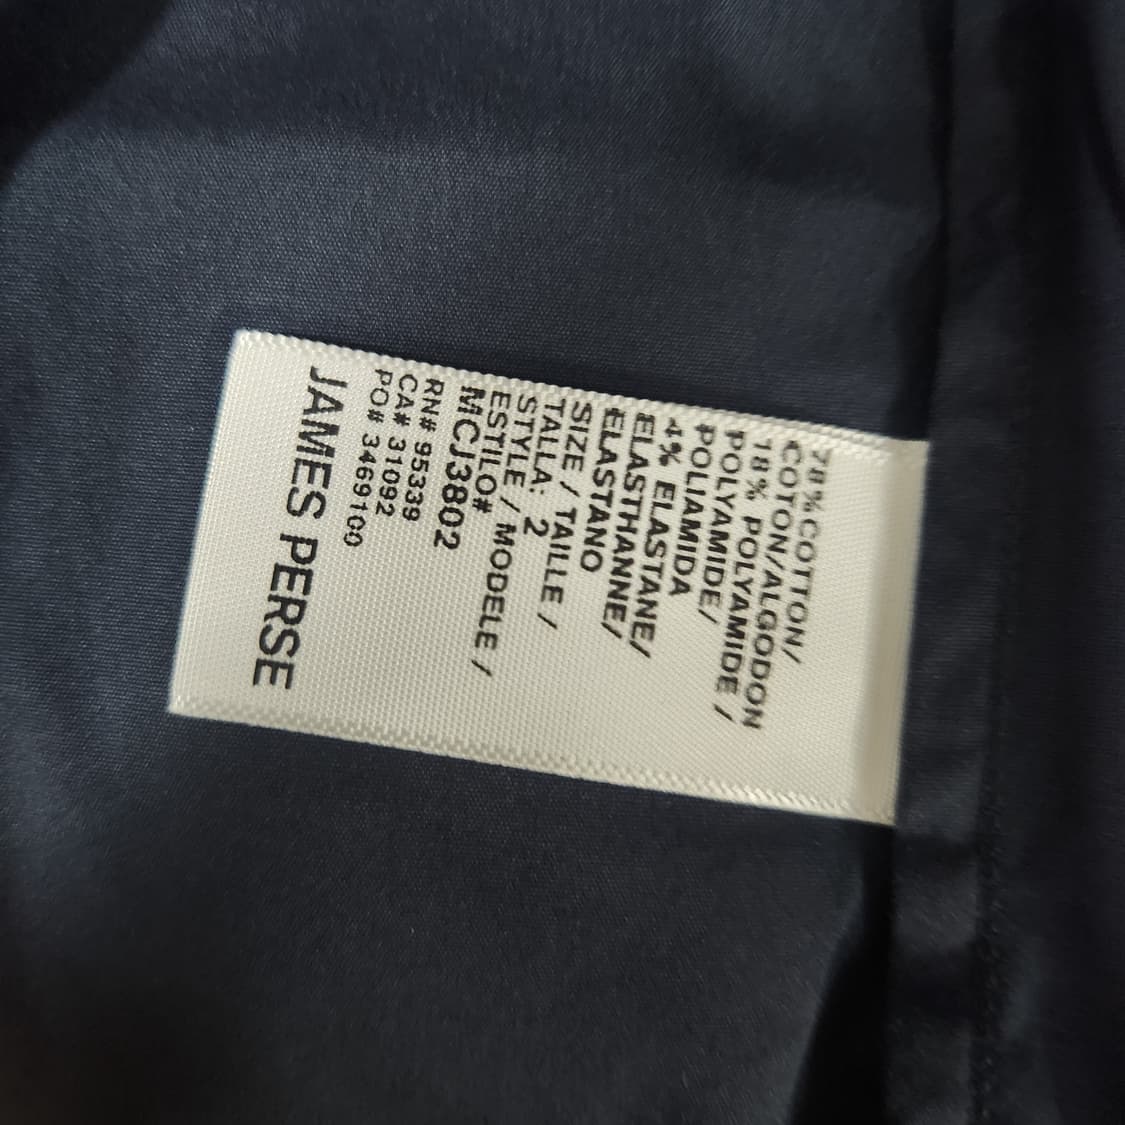 78% COTTON/
COTON/ALGODON
18% POLYAMIDE /
POLYAMIDE/
POLIAMIDA
4% ELASTANE/
ELASTHANNE/
ELASTANO
SIZE / TAILLE /
TALLA: 2
STYLE / MODELE /
ESTILO#
MCJ3802
RN# 95339
CA# 31092
PO# 3469100
JAMES PERSE